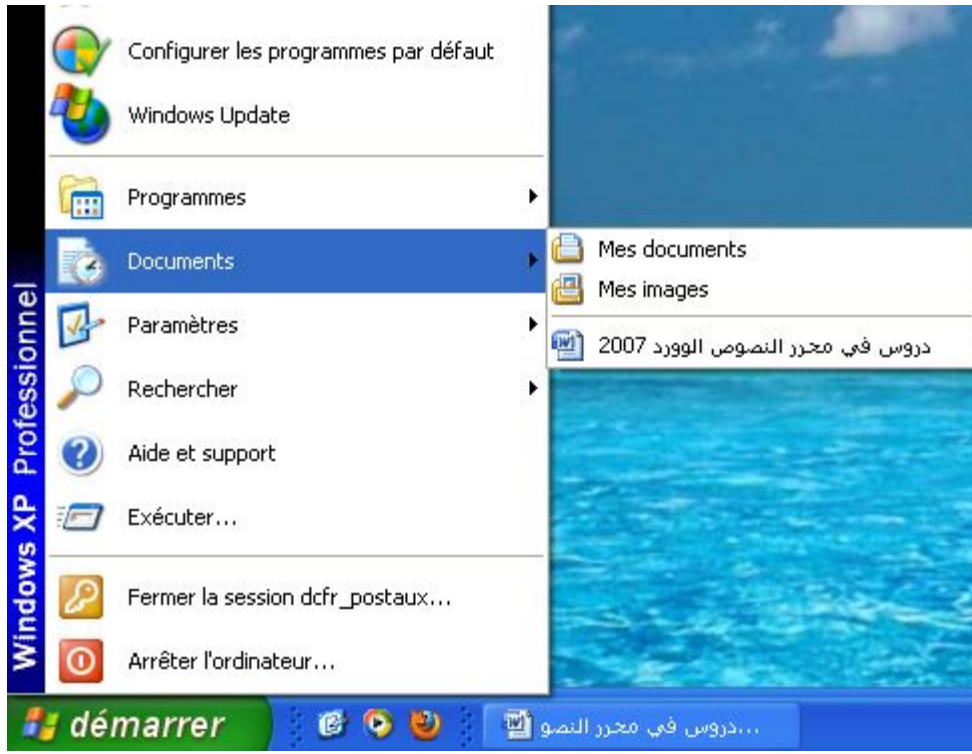 Configurer les programmes par défaut
Windows Update
Programmes
Documents
Paramètres
Rechercher
Aide et support
Exécuter...
Fermer la session dcfr_postaux...
Arrêter l'ordinateur...
Windows XP Professionnel
Mes documents
Mes images
دروس في محرر النصوص الوورد 2007
démarrer
دروس في محرر النصو...